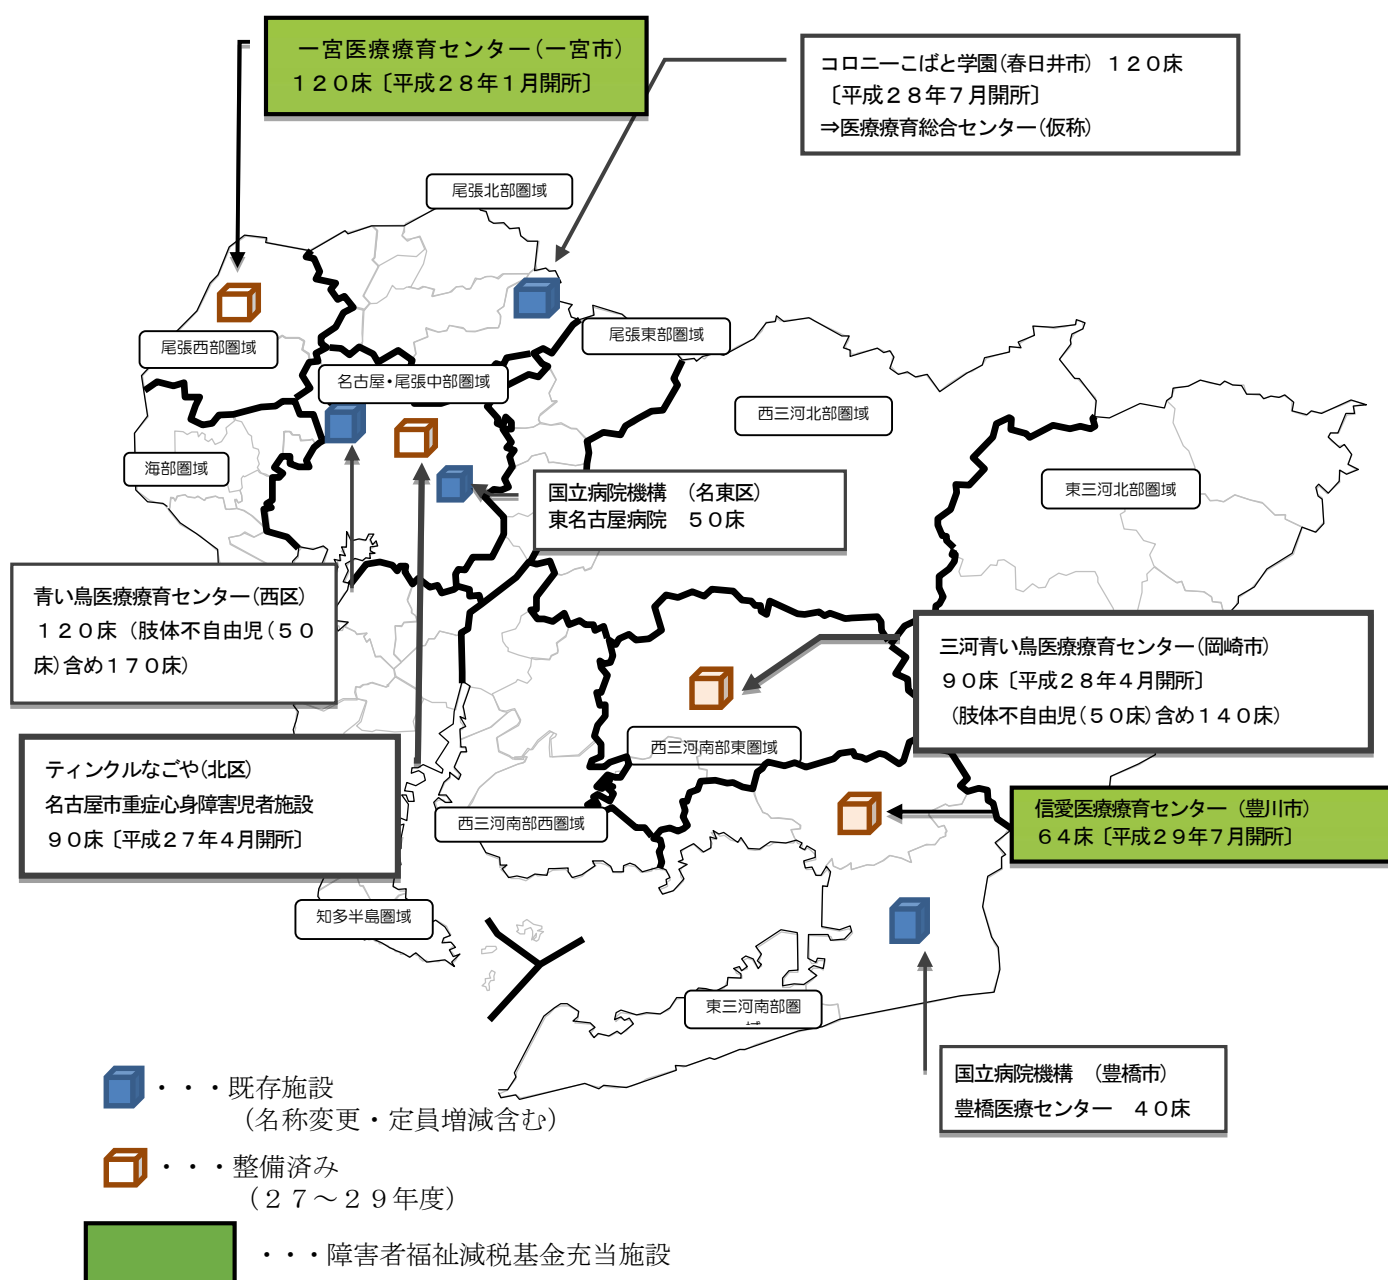 一宮医療療育センター(一宮市)
１２０床〔平成２８年１月開所〕
コロニーこばと学園(春日井市) １２０床
〔平成２８年７月開所〕
⇒医療療育総合センター(仮称)
尾張北部圏域
尾張東部圏域
尾張西部圏域
名古屋・尾張中部圏域
西三河北部圏域
海部圏域
東三河北部圏域
国立病院機構 (名東区)
東名古屋病院 ５０床
青い鳥医療療育センター(西区)
１２０床（肢体不自由児(５０
床)含め１７０床）
三河青い鳥医療療育センター(岡崎市)
９０床〔平成２８年４月開所〕
（肢体不自由児(５０床)含め１４０床）
西三河南部東圏域
ティンクルなごや(北区)
名古屋市重症心身障害児者施設
９０床〔平成２７年４月開所〕
西三河南部西圏域
信愛医療療育センター（豊川市）
６４床〔平成２９年７月開所〕
知多半島圏域
東三河南部圏
国立病院機構 （豊橋市）
豊橋医療センター ４０床
・・・既存施設
（名称変更・定員増減含む）
・・・整備済み
（２７～２９年度）
・・・障害者福祉減税基金充当施設